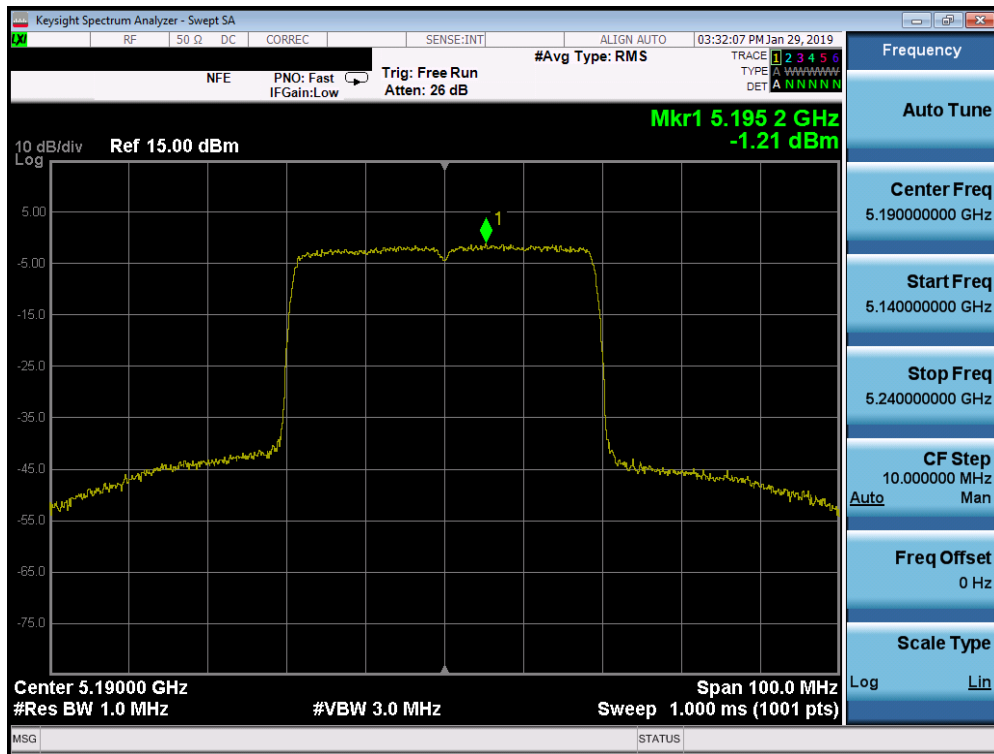 Keysight Spectrum Analyzer - Swept SA
LXI RF 50 Ω DC CORREC SENSE:INT ALIGN AUTO 03:32:07 PM Jan 29, 2019
NFE PNO: Fast Trig: Free Run #Avg Type: RMS TRACE 1 2 3 4 5 6
IFGain:Low Atten: 26 dB TYPE A WWWWW
DET A N N N N N
Mkr1 5.195 2 GHz
-1.21 dBm
10 dB/div Ref 15.00 dBm
Log
1
5.00
-5.00
-15.0
-25.0
-35.0
-45.0
-55.0
-65.0
-75.0
Center 5.19000 GHz Span 100.0 MHz
#Res BW 1.0 MHz #VBW 3.0 MHz Sweep 1.000 ms (1001 pts)
MSG STATUS
Frequency
Auto Tune
Center Freq
5.190000000 GHz
Start Freq
5.140000000 GHz
Stop Freq
5.240000000 GHz
CF Step
10.000000 MHz
Auto Man
Freq Offset
0 Hz
Scale Type
Log Lin